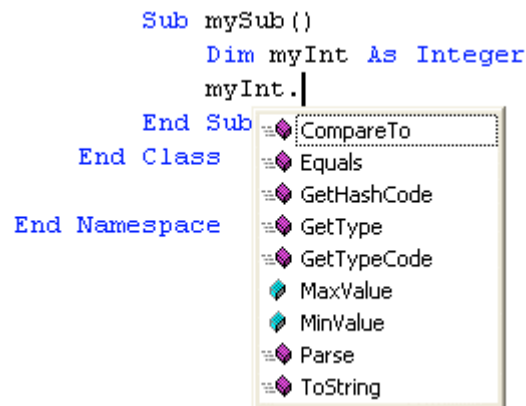 Sub mySub()
Dim myInt As Integer
myInt.
End Sub
CompareTo
End Class
Equals
GetHashCode
End Namespace
GetType
GetTypeCode
MaxValue
MinValue
Parse
ToString